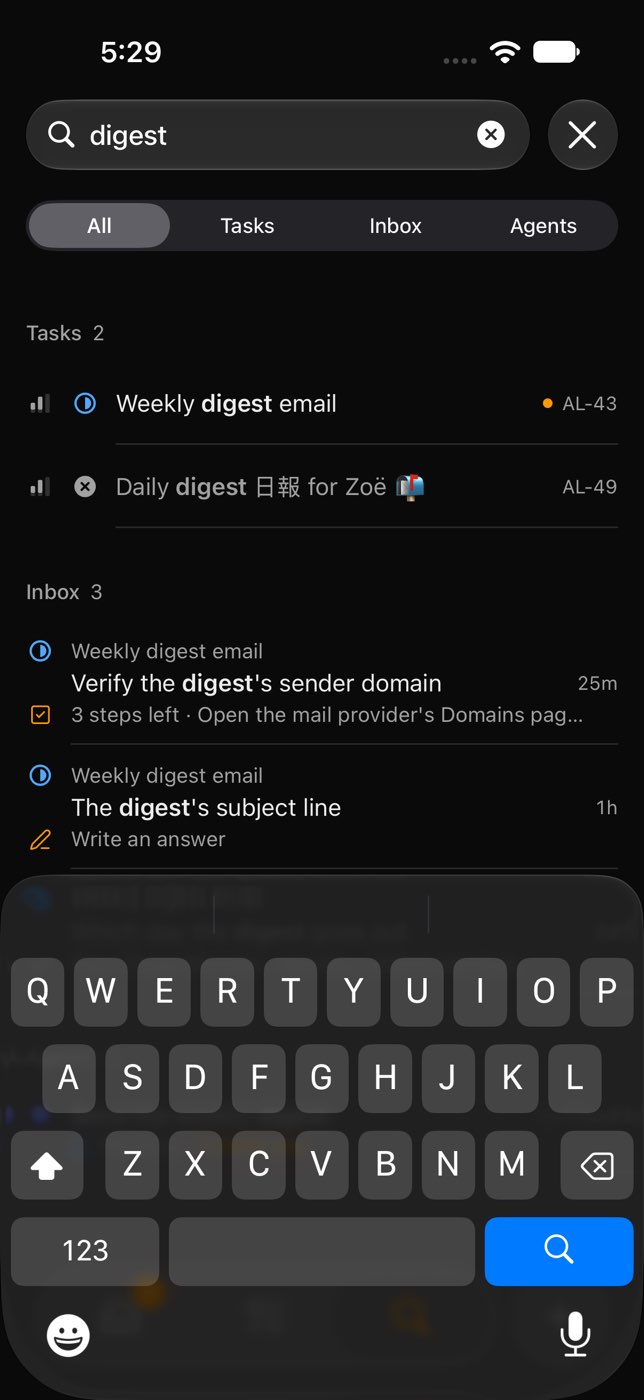 5:29
digest
All
Tasks
Inbox
Agents
Tasks 2
Weekly digest email
AL-43
Daily digest 日報 for Zoë 📬
AL-49
Inbox 3
Weekly digest email
Verify the digest's sender domain
25m
3 steps left · Open the mail provider's Domains pag...
Weekly digest email
The digest's subject line
1h
Write an answer
Q W E R T Y U I O P
A S D F G H J K L
Z X C V B N M
123